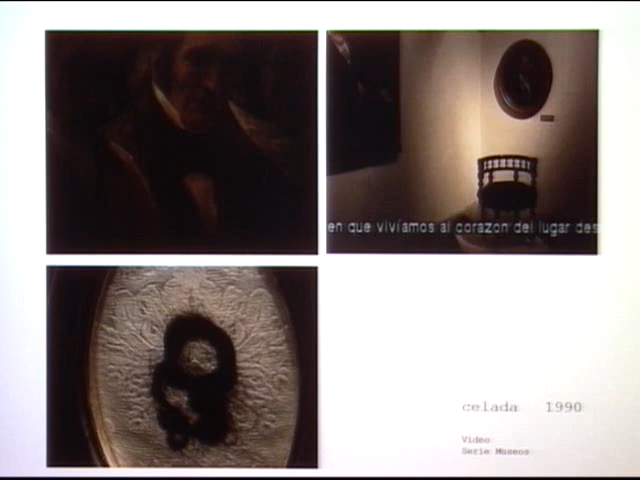 en que vivíamos al corazon del lugar des
celada 1990
Video
Serie Museos